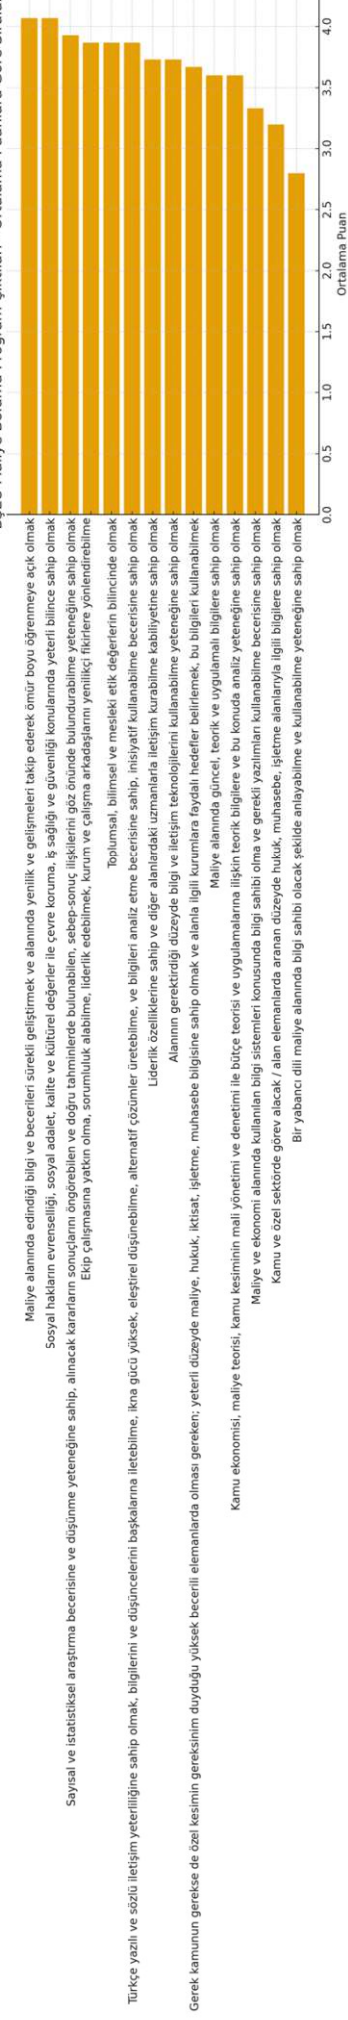 Maliye alanında edindiği bilgi ve becerileri sürekli geliştirmek ve alanında yenilik ve gelişmeleri takip ederek ömür boyu öğrenmeye açık olmak
Sosyal hakların evrenselliği, sosyal adalet, kalite ve kültürel değerler ile çevre koruma, iş sağlığı ve güvenliği konularında yeterli bilince sahip olmak
Sayısal ve istatistiksel araştırma becerisine ve düşünme yeteneğine sahip, alınacak kararların sonuçlarını öngörebilen ve doğru tahminlerde bulunabilen, sebep-sonuç ilişkilerini göz önünde bulundurabilme yeteneğine sahip olmak
Ekip çalışmasına yatkın olma, sorumluluk alabilme, liderlik edebilmek, kurum ve çalışma arkadaşlarını yenilikçi fikirlere yönlendirebilme
Toplumsal, bilimsel ve mesleki etik değerlerin bilincinde olmak
Türkçe yazılı ve sözlü iletişim yeterliliğine sahip olmak, bilgilerini ve düşüncelerini başkalarına iletebilme, ikna gücü yüksek, eleştirel düşünebilme, alternatif çözümler üretebilme, ve bilgileri analiz etme becerisine sahip, inisiyatif kullanabilme becerisine sahip olmak
Liderlik özelliklerine sahip ve diğer alanlardaki uzmanlarla iletişim kurabilme kabiliyetine sahip olmak
Alanının gerektirdiği düzeyde bilgi ve iletişim teknolojilerini kullanabilme yeteneğine sahip olmak
Gerek kamunun gerekse de özel kesimin gereksinim duyduğu yüksek becerili elemanlarda olması gereken; yeterli düzeyde maliye, hukuk, iktisat, işletme, muhasebe bilgisine sahip olmak ve alanla ilgili kurumlara faydalı hedefler belirlemek, bu bilgileri kullanabilmek
Maliye alanında güncel, teorik ve uygulamalı bilgilere sahip olmak
Kamu ekonomisi, maliye teorisi, kamu kesiminin mali yönetimi ve denetimi ile bütçe teorisi ve uygulamalarına ilişkin teorik bilgilere ve bu konuda analiz yeteneğine sahip olmak
Maliye ve ekonomi alanında kullanılan bilgi sistemleri konusunda bilgi sahibi olma ve gerekli yazılımları kullanabilme becerisine sahip olmak
Kamu ve özel sektörde görev alacak / alan elemanlarda aranan düzeyde hukuk, muhasebe, işletme alanlarıyla ilgili bilgilere sahip olmak
Bir yabancı dili maliye alanında bilgi sahibi olacak şekilde anlayabilme ve kullanabilme yeteneğine sahip olmak
0.0 0.5 1.0 1.5 2.0 2.5 3.0 3.5 4.0
Ortalama Puan